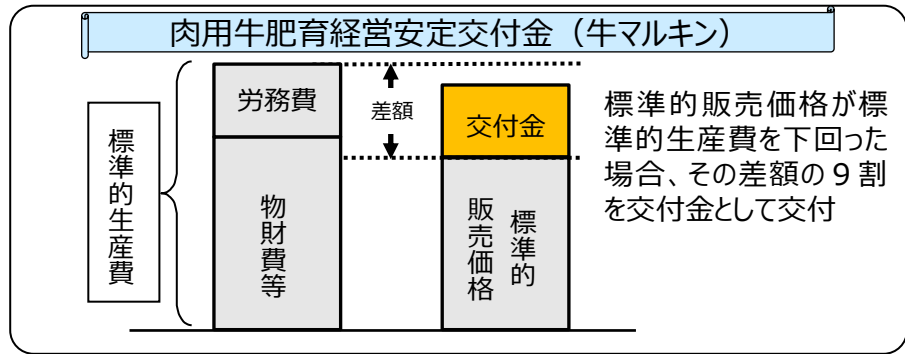 肉用牛肥育経営安定交付金（牛マルキン）
標準的生産費
労務費
物財費等
差額
交付金
標準的
販売価格
標準的販売価格が標
準的生産費を下回った
場合、その差額の９割
を交付金として交付